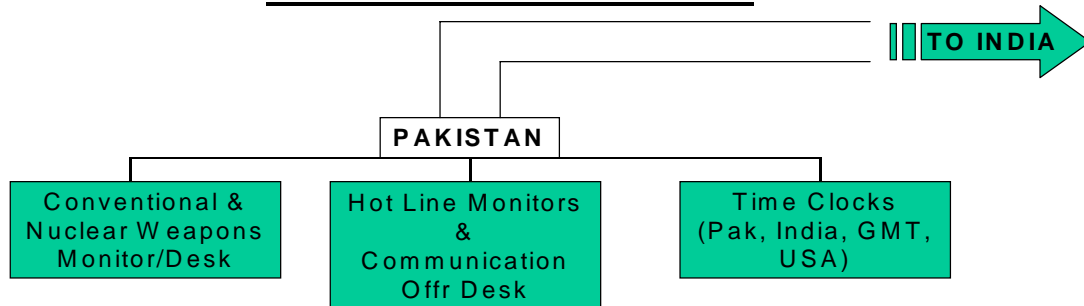 TO INDIA
PAKISTAN
Conventional &
Nuclear Weapons
Monitor/Desk
Hot Line Monitors
&
Communication
Offr Desk
Time Clocks
(Pak, India, GMT,
USA)